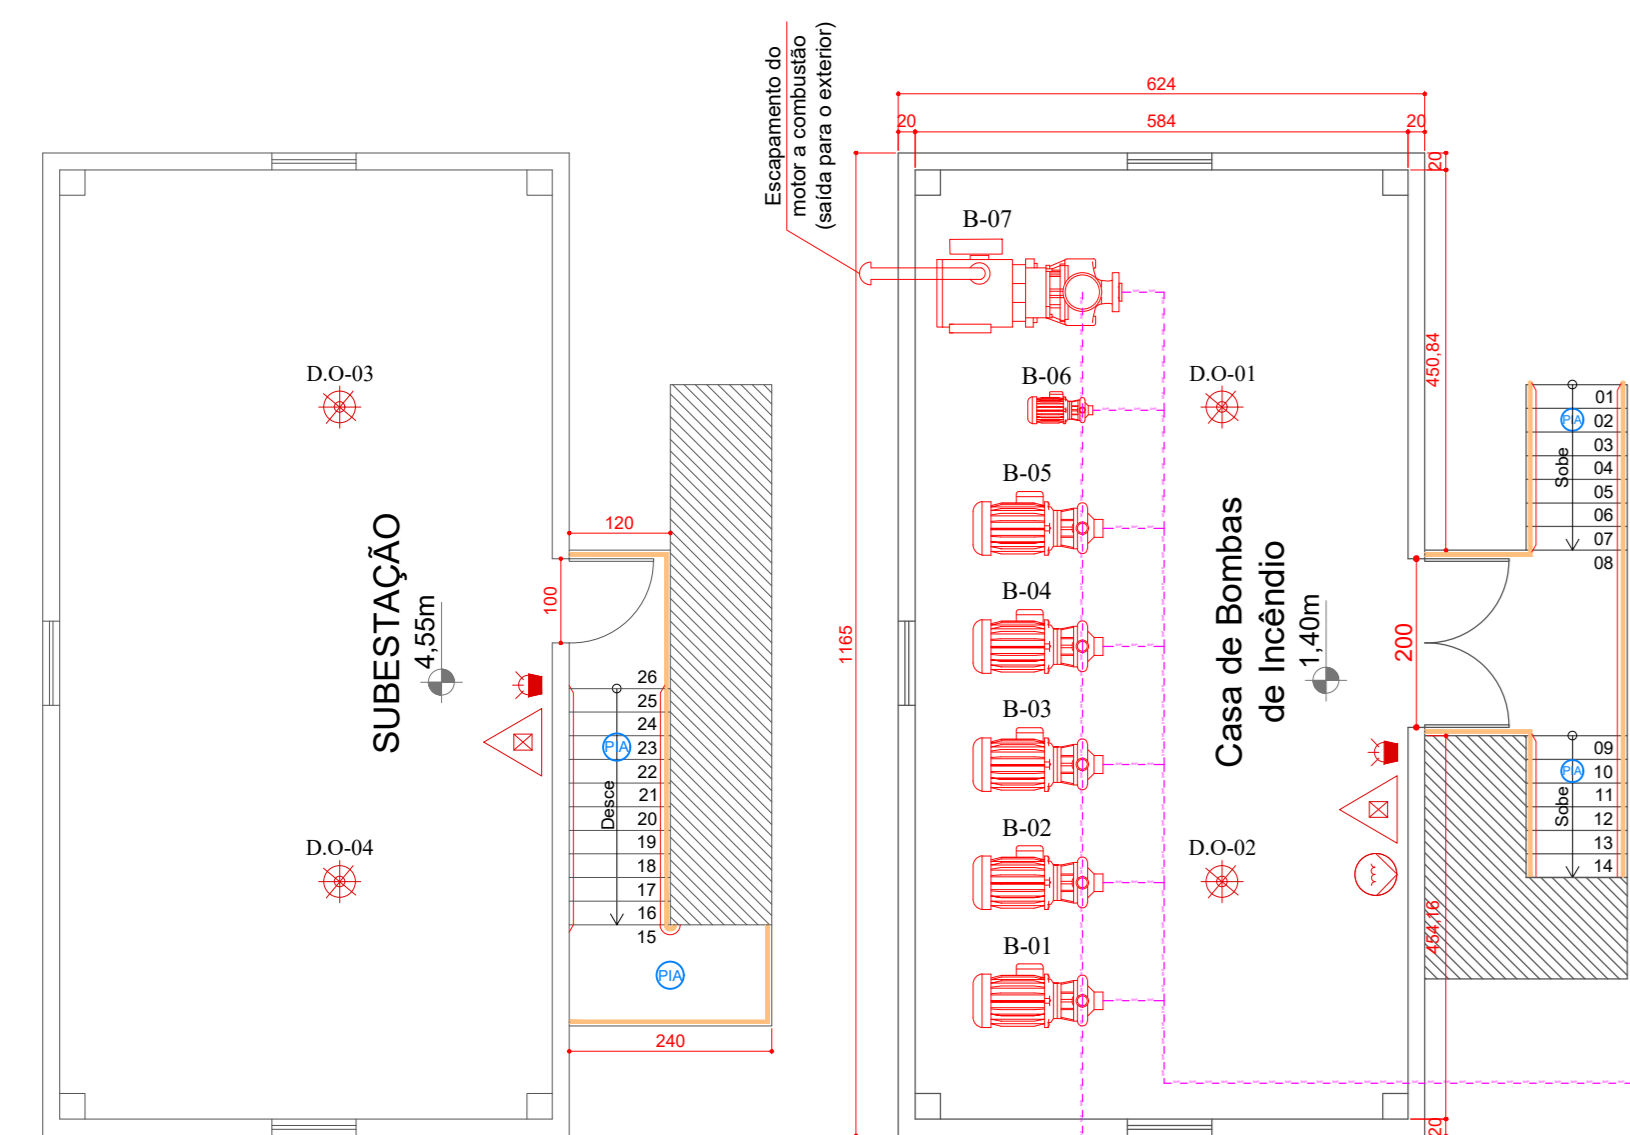 Escapamento do
motor a combustão
(saída para o exterior)
624
20
584
20
20
B-07
450,84
D.O-03
B-06
D.O-01
01
PIA
02
03
Sobe
04
05
06
07
08
B-05
120
SUBESTAÇÃO
4,55m
100
B-04
Casa de Bombas
de Incêndio
1,40m
200
1165
26
25
24
PIA
23
22
21
Desce
20
19
18
17
16
15
PIA
240
B-03
09
PIA
10
11
Sobe
12
13
14
D.O-04
B-02
D.O-02
454,16
B-01
20